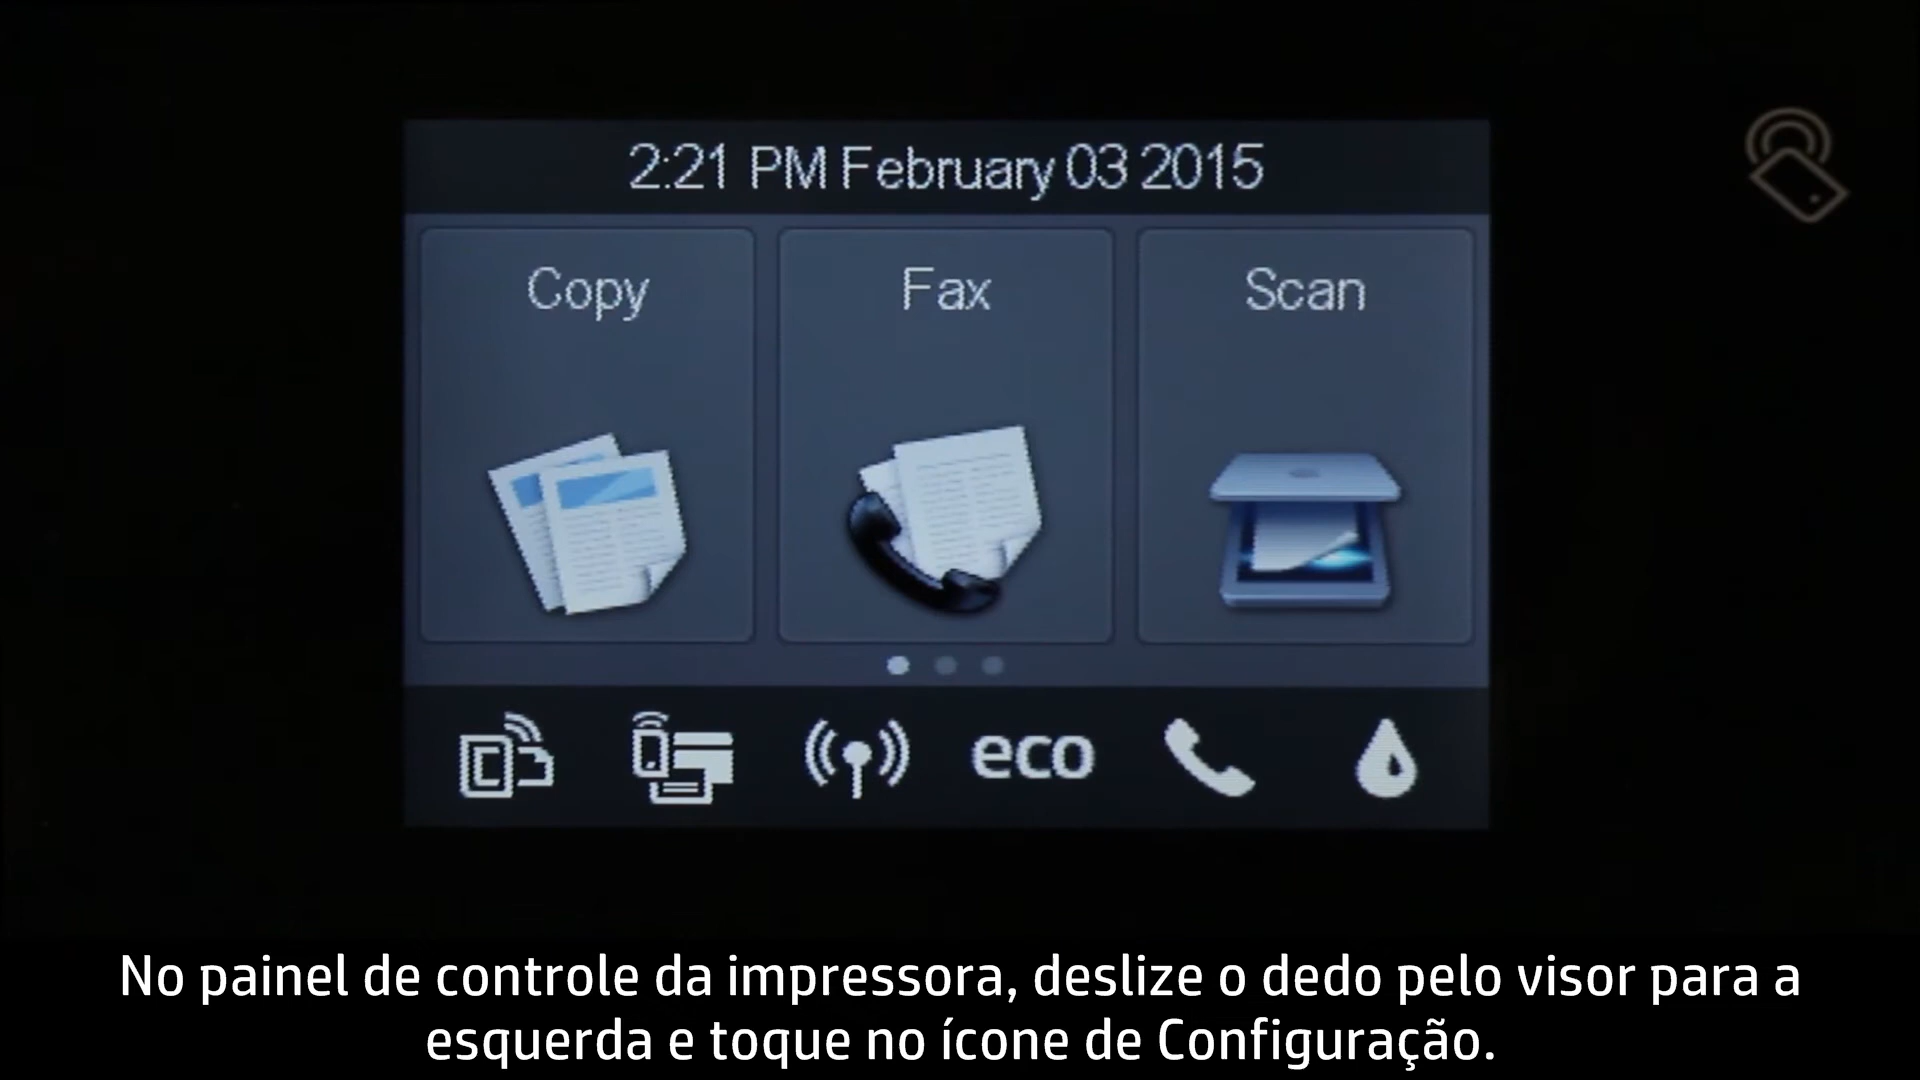 2:21 PM February 03 2015
Copy
Fax
Scan
eco
No painel de controle da impressora, deslize o dedo pelo visor para a
esquerda e toque no ícone de Configuração.